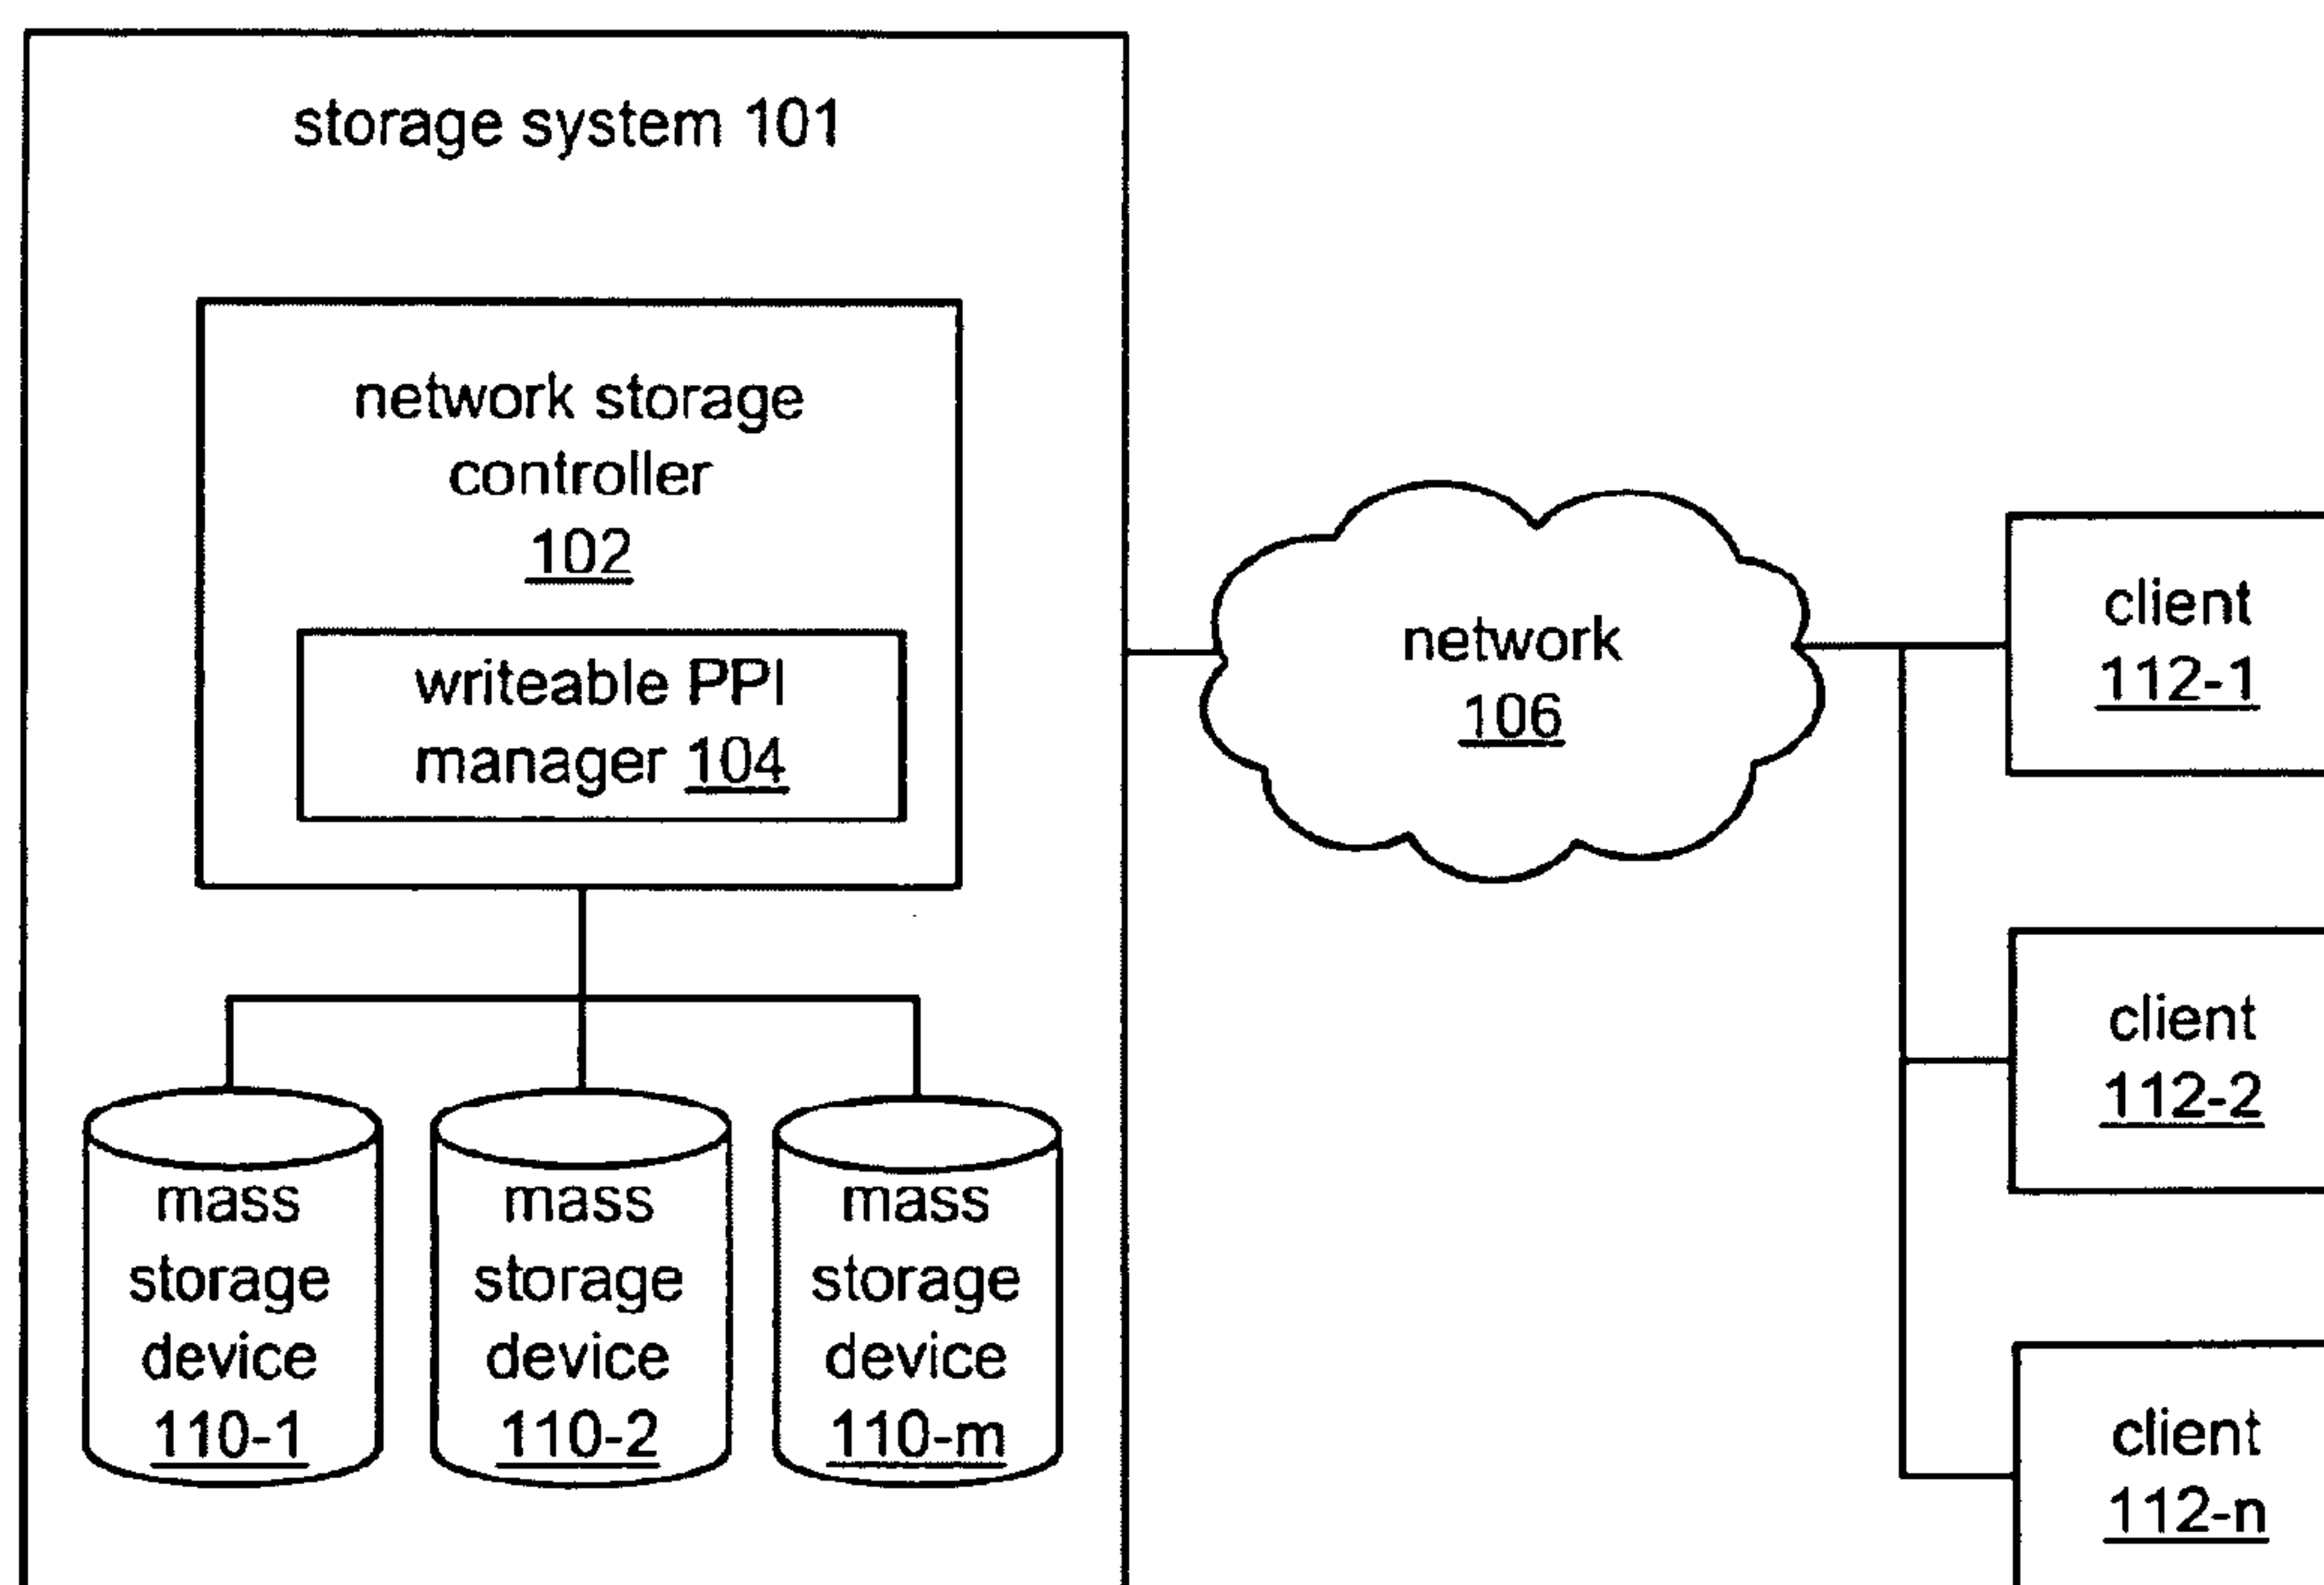 storage system 101
network storage
controller
102
writeable PPI
manager 104
mass
storage
device
110-1
mass
storage
device
110-2
mass
storage
device
110-m
network
106
client
112-1
client
112-2
client
112-n